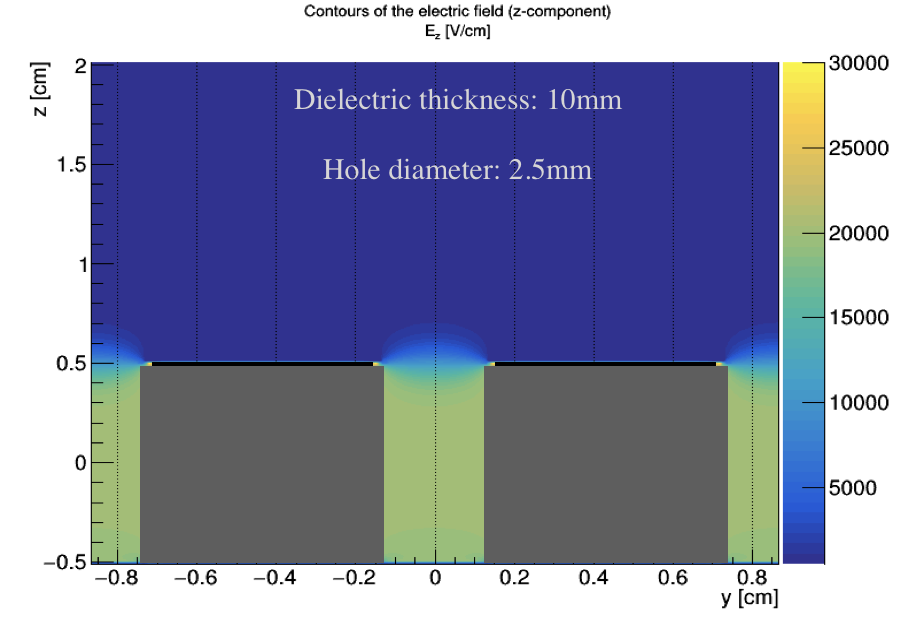 Contours of the electric field (z-component)
E_z [V/cm]
z [cm]
2
1.5
1
0.5
0
−0.5
Dielectric thickness: 10mm
Hole diameter: 2.5mm
30000
25000
20000
15000
10000
5000
−0.8 −0.6 −0.4 −0.2 0 0.2 0.4 0.6 0.8
y [cm]